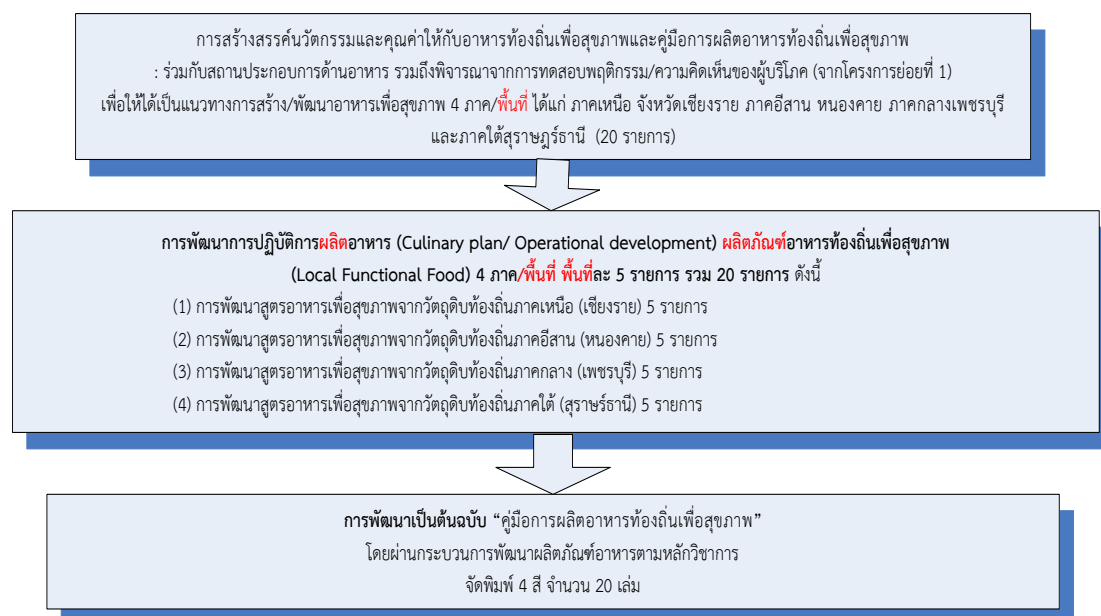 การสร้างสรรค์นวัตกรรมและคุณค่าให้กับอาหารท้องถิ่นเพื่อสุขภาพและคู่มือการผลิตอาหารท้องถิ่นเพื่อสุขภาพ
: ร่วมกับสถานประกอบการด้านอาหาร รวมถึงพิจารณาจากการทดสอบพฤติกรรม/ความคิดเห็นของผู้บริโภค (จากโครงการย่อยที่ 1)
เพื่อให้ได้เป็นแนวทางการสร้าง/พัฒนาอาหารเพื่อสุขภาพ 4 ภาค/พื้นที่ ได้แก่ ภาคเหนือ จังหวัดเชียงราย ภาคอีสาน หนองคาย ภาคกลางเพชรบุรี
และภาคใต้สุราษฎร์ธานี (20 รายการ)
การพัฒนาการปฏิบัติการผลิตอาหาร (Culinary plan/ Operational development) ผลิตภัณฑ์อาหารท้องถิ่นเพื่อสุขภาพ
(Local Functional Food) 4 ภาค/พื้นที่ พื้นที่ละ 5 รายการ รวม 20 รายการ ดังนี้
(1) การพัฒนาสูตรอาหารเพื่อสุขภาพจากวัตถุดิบท้องถิ่นภาคเหนือ (เชียงราย) 5 รายการ
(2) การพัฒนาสูตรอาหารเพื่อสุขภาพจากวัตถุดิบท้องถิ่นภาคอีสาน (หนองคาย) 5 รายการ
(3) การพัฒนาสูตรอาหารเพื่อสุขภาพจากวัตถุดิบท้องถิ่นภาคกลาง (เพชรบุรี) 5 รายการ
(4) การพัฒนาสูตรอาหารเพื่อสุขภาพจากวัตถุดิบท้องถิ่นภาคใต้ (สุราษร์ธานี) 5 รายการ
การพัฒนาเป็นต้นฉบับ “คู่มือการผลิตอาหารท้องถิ่นเพื่อสุขภาพ”
โดยผ่านกระบวนการพัฒนาผลิตภัณฑ์อาหารตามหลักวิชาการ
จัดพิมพ์ 4 สี จำนวน 20 เล่ม